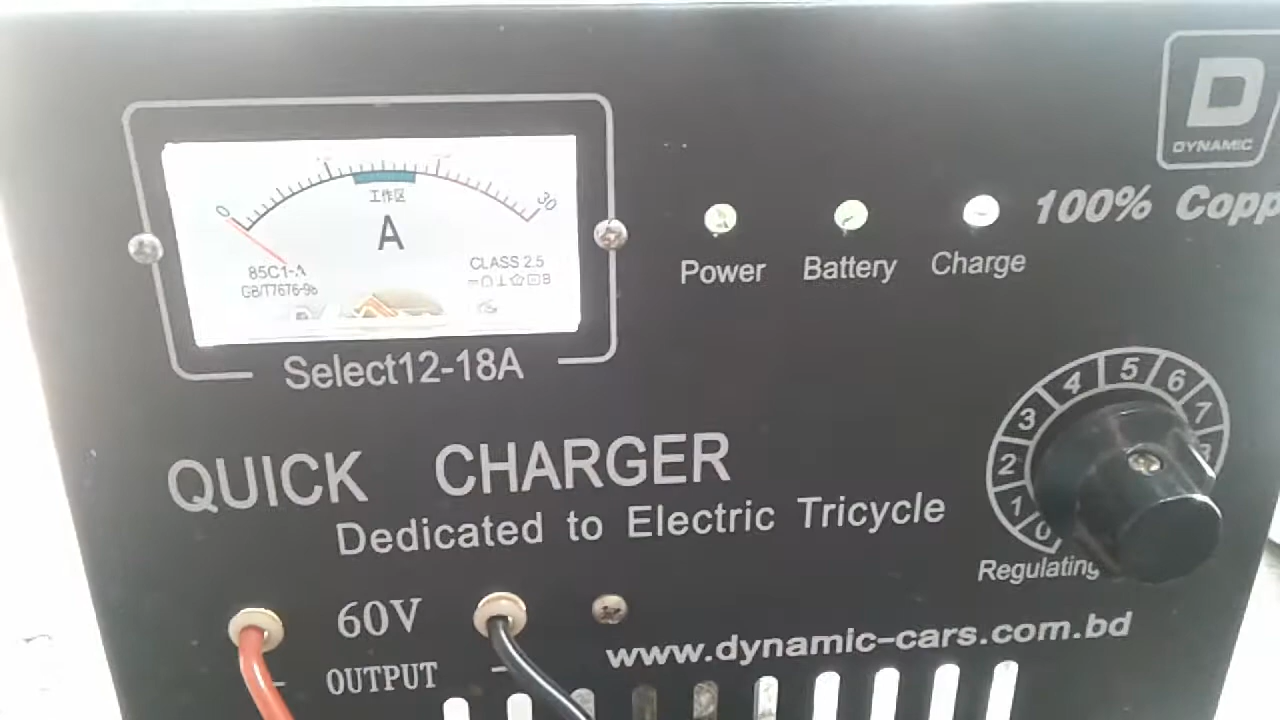 D
DYNAMIC
0
30
工作区
A
85C1-A
GB/T7676-98
CLASS 2.5
Select12-18A
Power
Battery
Charge
100% Copp
0
1
2
3
4
5
6
7
Regulating
QUICK CHARGER
Dedicated to Electric Tricycle
60V
OUTPUT
www.dynamic-cars.com.bd